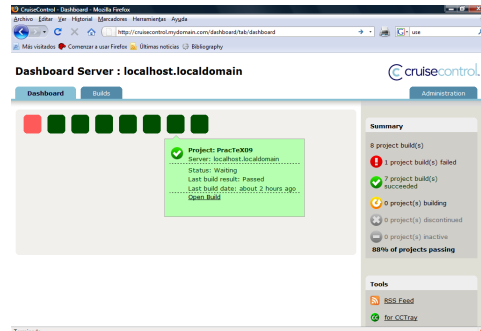 CruiseControl - Dashboard - Mozilla Firefox
Archivo Editar Ver Historial Marcadores Herramientas Ayuda
http://cruisecontrol.mydomain.com/dashboard/tab/dashboard
use
Más visitados Comenzar a usar Firefox Últimas noticias Bibliography
Dashboard Server : localhost.localdomain
cruisecontrol.
Dashboard Builds Administration
Project: PracTeX09
Server: localhost.localdomain
Status: Waiting
Last build result: Passed
Last build date: about 2 hours ago
Open Build
Summary
8 project build(s)
1 project build(s) failed
7 project build(s)
succeeded
0 project(s) building
0 project(s) discontinued
0 project(s) inactive
88% of projects passing
Tools
RSS Feed
for CCTray